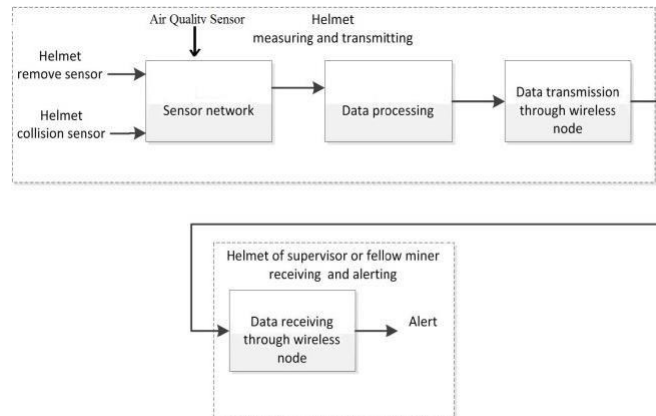 Air Quality Sensor
Helmet
measuring and transmitting
Helmet
remove sensor
Helmet
collision sensor
Sensor network
Data processing
Data transmission
through wireless
node
Helmet of supervisor or fellow miner
receiving and alerting
Data receiving
through wireless
node
Alert